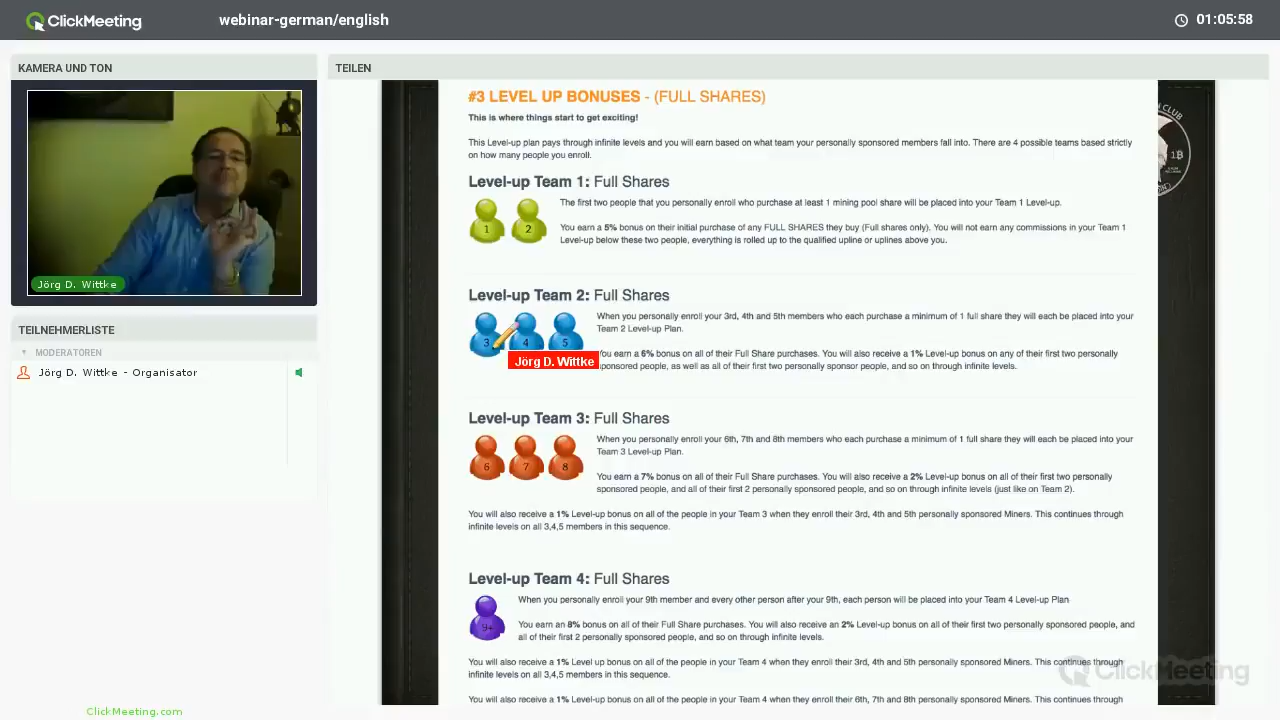 ClickMeeting
webinar-german/english
01:05:58
KAMERA UND TON
Jörg D. Wittke
TEILNEHMERLISTE
MODERATOREN
Jörg D. Wittke - Organisator
TEILEN
#3 LEVEL UP BONUSES - (FULL SHARES)
This is where things start to get exciting!
This Level-up plan pays through infinite levels and you will earn based on what team your personally sponsored members fall into. There are 4 possible teams based strictly
on how many people you enroll.
Level-up Team 1: Full Shares
1 2
The first two people that you personally enroll who purchase at least 1 mining pool share will be placed into your Team 1 Level-up.
You earn a 5% bonus on their initial purchase of any FULL SHARES they buy (Full shares only). You will not earn any commissions in your Team 1
Level-up below these two people, everything is rolled up to the qualified upline or uplines above you.
Level-up Team 2: Full Shares
3 4 5
When you personally enroll your 3rd, 4th and 5th members who each purchase a minimum of 1 full share they will each be placed into your
Team 2 Level-up Plan.
Jörg D. Wittke
You earn a 6% bonus on all of their Full Share purchases. You will also receive a 1% Level-up bonus on any of their first two personally
sponsored people, as well as all of their first two personally sponsor people, and so on through infinite levels.
Level-up Team 3: Full Shares
6 7 8
When you personally enroll your 6th, 7th and 8th members who each purchase a minimum of 1 full share they will each be placed into your
Team 3 Level-up Plan.
You earn a 7% bonus on all of their Full Share purchases. You will also receive a 2% Level-up bonus on all of their first two personally
sponsored people, and all of their first 2 personally sponsored people, and so on through infinite levels (just like on Team 2).
You will also receive a 1% Level-up bonus on all of the people in your Team 3 when they enroll their 3rd, 4th and 5th personally sponsored Miners. This continues through
infinite levels on all 3,4,5 members in this sequence.
Level-up Team 4: Full Shares
9+
When you personally enroll your 9th member and every other person after your 9th, each person will be placed into your Team 4 Level-up Plan
You earn an 8% bonus on all of their Full Share purchases. You will also receive an 2% Level-up bonus on all of their first two personally sponsored people, and
all of their first 2 personally sponsored people, and so on through infinite levels.
You will also receive a 1% Level up bonus on all of the people in your Team 4 when they enroll their 3rd, 4th and 5th personally sponsored Miners. This continues through
infinite levels on all 3,4,5 members in this sequence.
You will also receive a 1% Level-up bonus on all of the people in your Team 4 when they enroll their 6th, 7th and 8th personally sponsored Miners. This continues through
CLUB
ClickMeeting
ClickMeeting.com